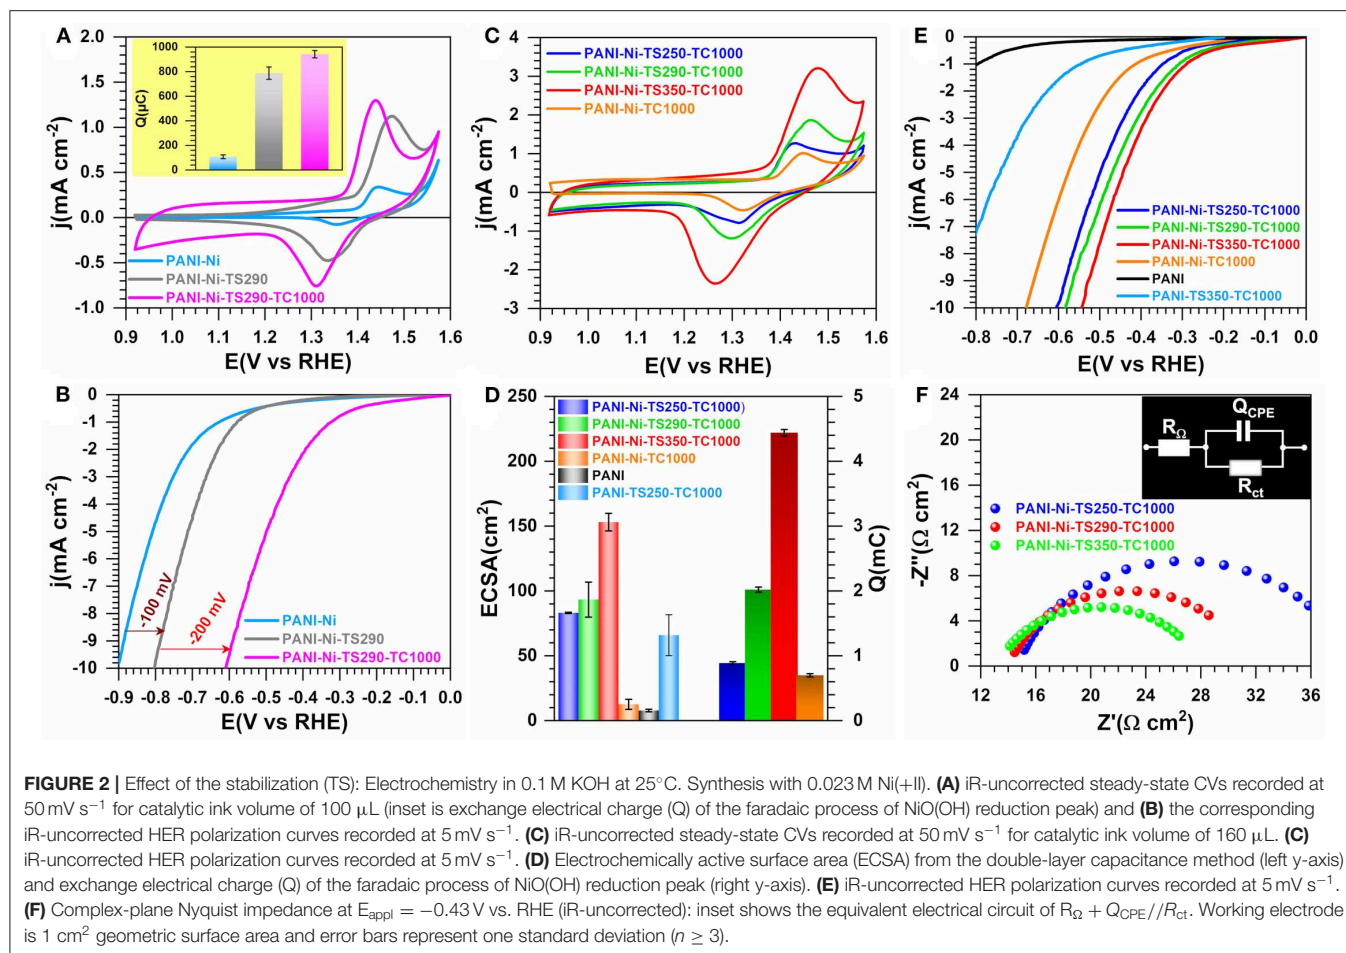 A
2.0
1.5
1.0
0.5
0.0
-0.5
-1.0
j(mA cm-2)
1000
800
600
400
200
0
Q(µC)
PANI-Ni
PANI-Ni-TS290
PANI-Ni-TS290-TC1000
0.9 1.0 1.1 1.2 1.3 1.4 1.5 1.6
E(V vs RHE)
C
4
3
2
1
0
-1
-2
-3
j(mA cm-2)
PANI-Ni-TS250-TC1000
PANI-Ni-TS290-TC1000
PANI-Ni-TS350-TC1000
PANI-Ni-TC1000
0.9 1.0 1.1 1.2 1.3 1.4 1.5 1.6
E(V vs RHE)
E
0
-1
-2
-3
-4
-5
-6
-7
-8
-9
-10
j(mA cm-2)
PANI-Ni-TS250-TC1000
PANI-Ni-TS290-TC1000
PANI-Ni-TS350-TC1000
PANI-Ni-TC1000
PANI
PANI-TS350-TC1000
-0.8 -0.7 -0.6 -0.5 -0.4 -0.3 -0.2 -0.1 0.0
E(V vs RHE)
B
0
-1
-2
-3
-4
-5
-6
-7
-8
-9
-10
j(mA cm-2)
-100 mV
-200 mV
PANI-Ni
PANI-Ni-TS290
PANI-Ni-TS290-TC1000
-0.9 -0.8 -0.7 -0.6 -0.5 -0.4 -0.3 -0.2 -0.1 0.0
E(V vs RHE)
D
250
200
150
100
50
0
ECSA(cm2)
PANI-Ni-TS250-TC1000)
PANI-Ni-TS290-TC1000
PANI-Ni-TS350-TC1000
PANI-Ni-TC1000
PANI
PANI-TS250-TC1000
5
4
3
2
1
0
Q(mC)
F
24
20
16
12
8
4
0
-Z''(Ω cm2)
RΩ
QCPE
Rct
PANI-Ni-TS250-TC1000
PANI-Ni-TS290-TC1000
PANI-Ni-TS350-TC1000
12 16 20 24 28 32 36
Z'(Ω cm2)
FIGURE 2 | Effect of the stabilization (TS): Electrochemistry in 0.1 M KOH at 25°C. Synthesis with 0.023 M Ni(+II). (A) iR-uncorrected steady-state CVs recorded at
50 mV s−1 for catalytic ink volume of 100 µL (inset is exchange electrical charge (Q) of the faradaic process of NiO(OH) reduction peak) and (B) the corresponding
iR-uncorrected HER polarization curves recorded at 5 mV s−1. (C) iR-uncorrected steady-state CVs recorded at 50 mV s−1 for catalytic ink volume of 160 µL. (C)
iR-uncorrected HER polarization curves recorded at 5 mV s−1. (D) Electrochemically active surface area (ECSA) from the double-layer capacitance method (left y-axis)
and exchange electrical charge (Q) of the faradaic process of NiO(OH) reduction peak (right y-axis). (E) iR-uncorrected HER polarization curves recorded at 5 mV s−1.
(F) Complex-plane Nyquist impedance at Eappl = −0.43 V vs. RHE (iR-uncorrected): inset shows the equivalent electrical circuit of RΩ + QCPE//Rct. Working electrode
is 1 cm2 geometric surface area and error bars represent one standard deviation (n ≥ 3).